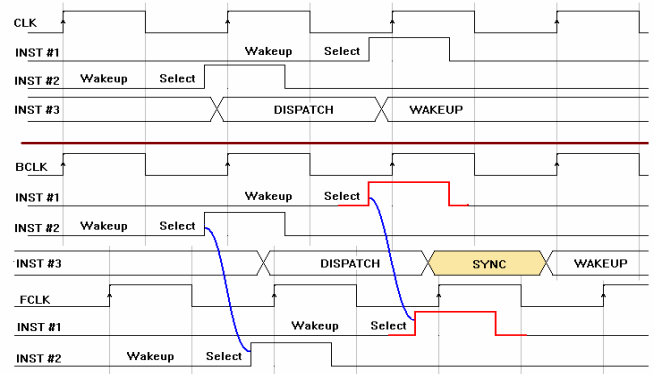 CLK
INST #1 Wakeup Select
INST #2 Wakeup Select
INST #3 DISPATCH WAKEUP
BCLK
INST #1 Wakeup Select
INST #2 Wakeup Select
INST #3 DISPATCH SYNC WAKEUP
FCLK
INST #1 Wakeup Select
INST #2 Wakeup Select